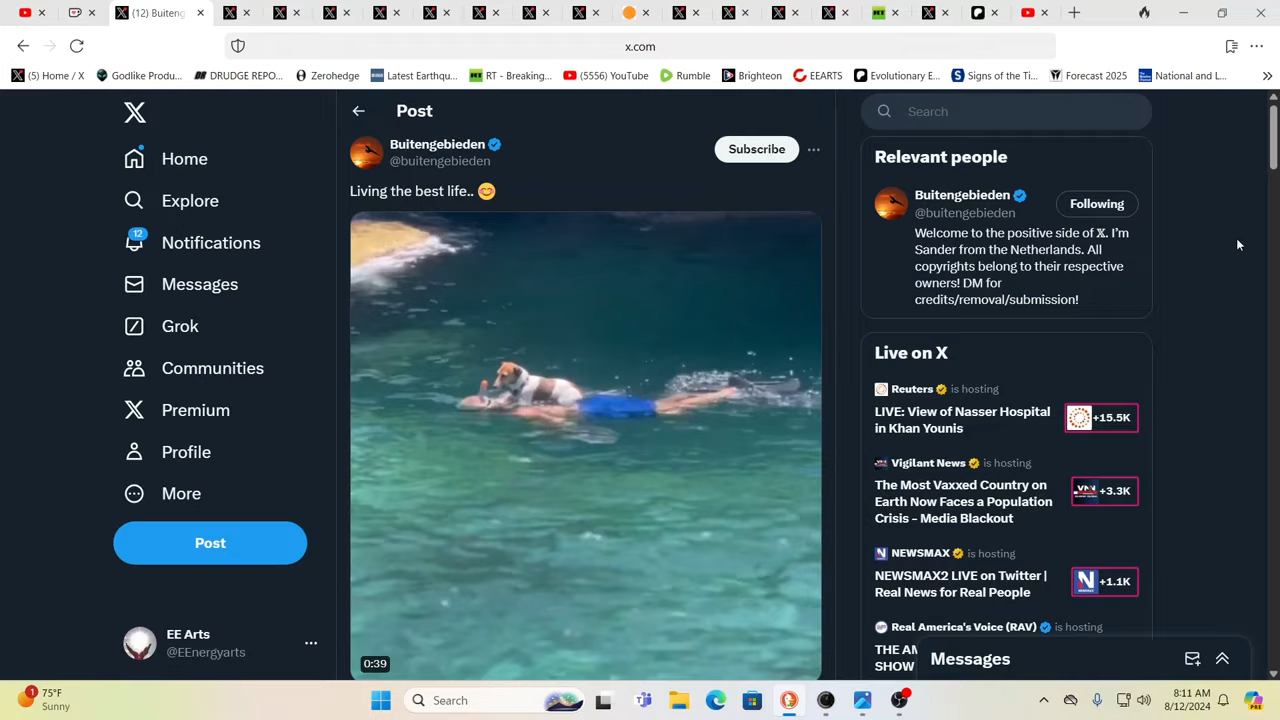 (12) Buiteng
x.com
(5) Home / X
Godlike Produ...
DRUDGE REPO...
Zerohedge
Latest Earthqu...
RT - Breaking...
(5556) YouTube
Rumble
Brighteon
EEARTS
Evolutionary E...
Signs of the Ti...
Forecast 2025
National and L...
Home
Explore
12
Notifications
Messages
Grok
Communities
Premium
Profile
More
Post
EE Arts
@EEnergyarts
Post
Buitengebieden
@buitengebieden
Subscribe
Living the best life.. 😊
0:39
Search
Relevant people
Buitengebieden
@buitengebieden
Following
Welcome to the positive side of 𝕏. I'm
Sander from the Netherlands. All
copyrights belong to their respective
owners! DM for
credits/removal/submission!
Live on X
Reuters is hosting
LIVE: View of Nasser Hospital
in Khan Younis
+15.5K
Vigilant News is hosting
The Most Vaxxed Country on
Earth Now Faces a Population
Crisis – Media Blackout
+3.3K
NEWSMAX is hosting
NEWSMAX2 LIVE on Twitter |
Real News for Real People
+1.1K
Real America's Voice (RAV) is hosting
THE AM
SHOW
Messages
1
75°F
Sunny
Search
8:11 AM
8/12/2024